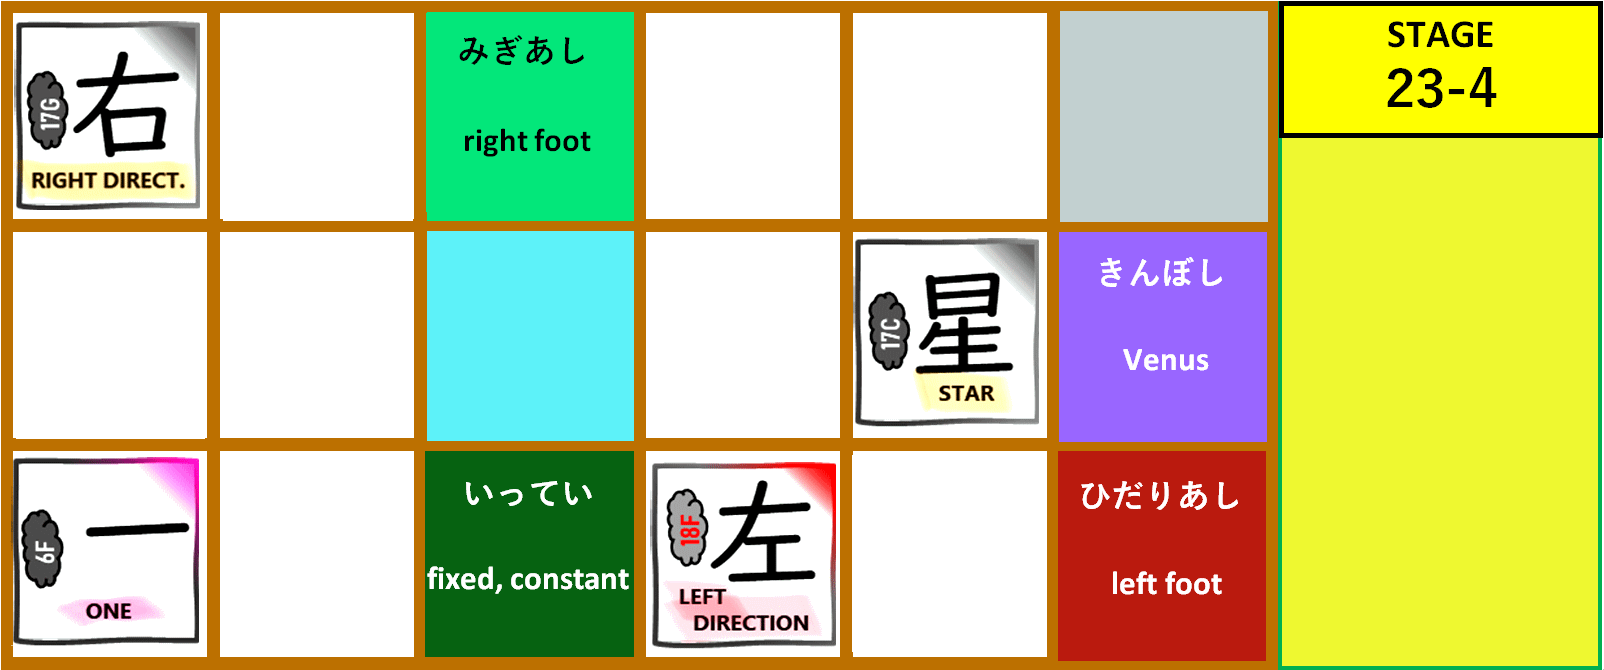 17G
右
RIGHT DIRECT.
みぎあし
right foot
STAGE
23-4
17C
星
STAR
きんぼし
Venus
6F
一
ONE
いってい
fixed, constant
18F
左
LEFT
DIRECTION
ひだりあし
left foot